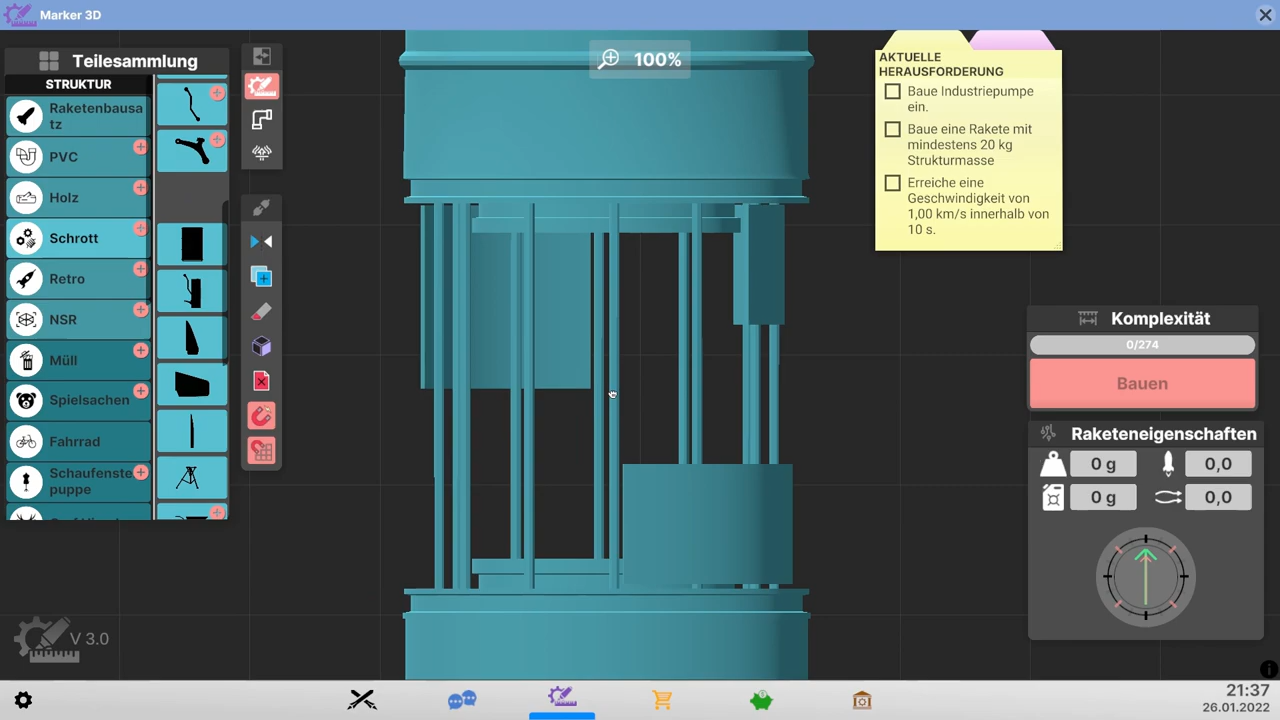 Marker 3D
Teilesammlung
STRUKTUR
Raketenbausa
tz
PVC
Holz
Schrott
Retro
NSR
Müll
Spielsachen
Fahrrad
Schaufenste
puppe
100%
AKTUELLE
HERAUSFORDERUNG
Baue Industriepumpe
ein.
Baue eine Rakete mit
mindestens 20 kg
Strukturmasse
Erreiche eine
Geschwindigkeit von
1,00 km/s innerhalb von
10 s.
Komplexität
0/274
Bauen
Raketeneigenschaften
0 g
0,0
0 g
0,0
V 3.0
21:37
26.01.2022